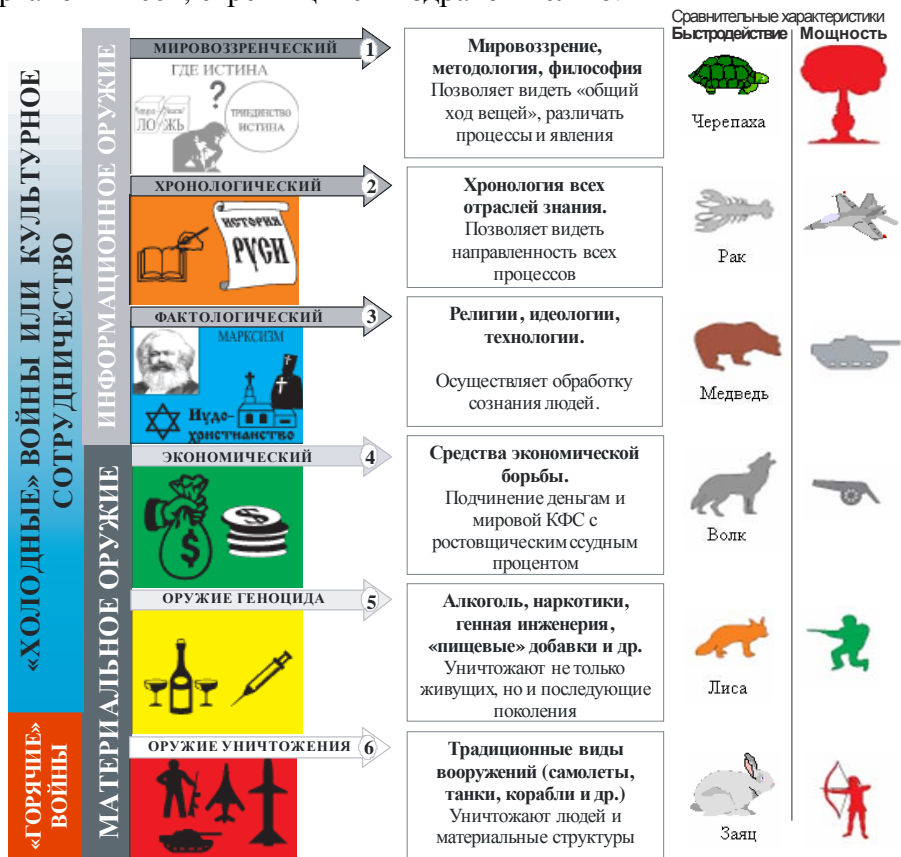 Сравнительные характеристики
Быстродействие
Мощность
«ХОЛОДНЫЕ» ВОЙНЫ ИЛИ КУЛЬТУРНОЕ
СОТРУДНИЧЕСТВО
«ГОРЯЧИЕ»
ВОЙНЫ
ИНФОРМАЦИОННОЕ ОРУЖИЕ
МАТЕРИАЛЬНОЕ ОРУЖИЕ
МИРОВОЗЗРЕНЧЕСКИЙ 1
ГДЕ ИСТИНА
?
ЛО ЖЬ
ТРИЕДИНСТВО
ИСТИНА
Мировоззрение,
методология, философия
Позволяет видеть «общий
ход вещей», различать
процессы и явления
Черепаха
ХРОНОЛОГИЧЕСКИЙ 2
ИСТОРИЯ
РУСИ
Хронология всех
отраслей знания.
Позволяет видеть
направленность всех
процессов
Рак
ФАКТОЛОГИЧЕСКИЙ 3
МАРКСИЗМ
Иудо-
христианство
Религии, идеологии,
технологии.
Осуществляет обработку
сознания людей.
Медведь
ЭКОНОМИЧЕСКИЙ 4
$
$
$
Средства экономической
борьбы.
Подчинение деньгам и
мировой КФС с
ростовщическим ссудным
процентом
Волк
ОРУЖИЕ ГЕНОЦИДА 5
Алкоголь, наркотики,
генная инженерия,
«пищевые» добавки и др.
Уничтожают не только
живущих, но и последующие
поколения
Лиса
ОРУЖИЕ УНИЧТОЖЕНИЯ 6
Традиционные виды
вооружений (самолеты,
танки, корабли и др.)
Уничтожают людей и
материальные структуры
Заяц